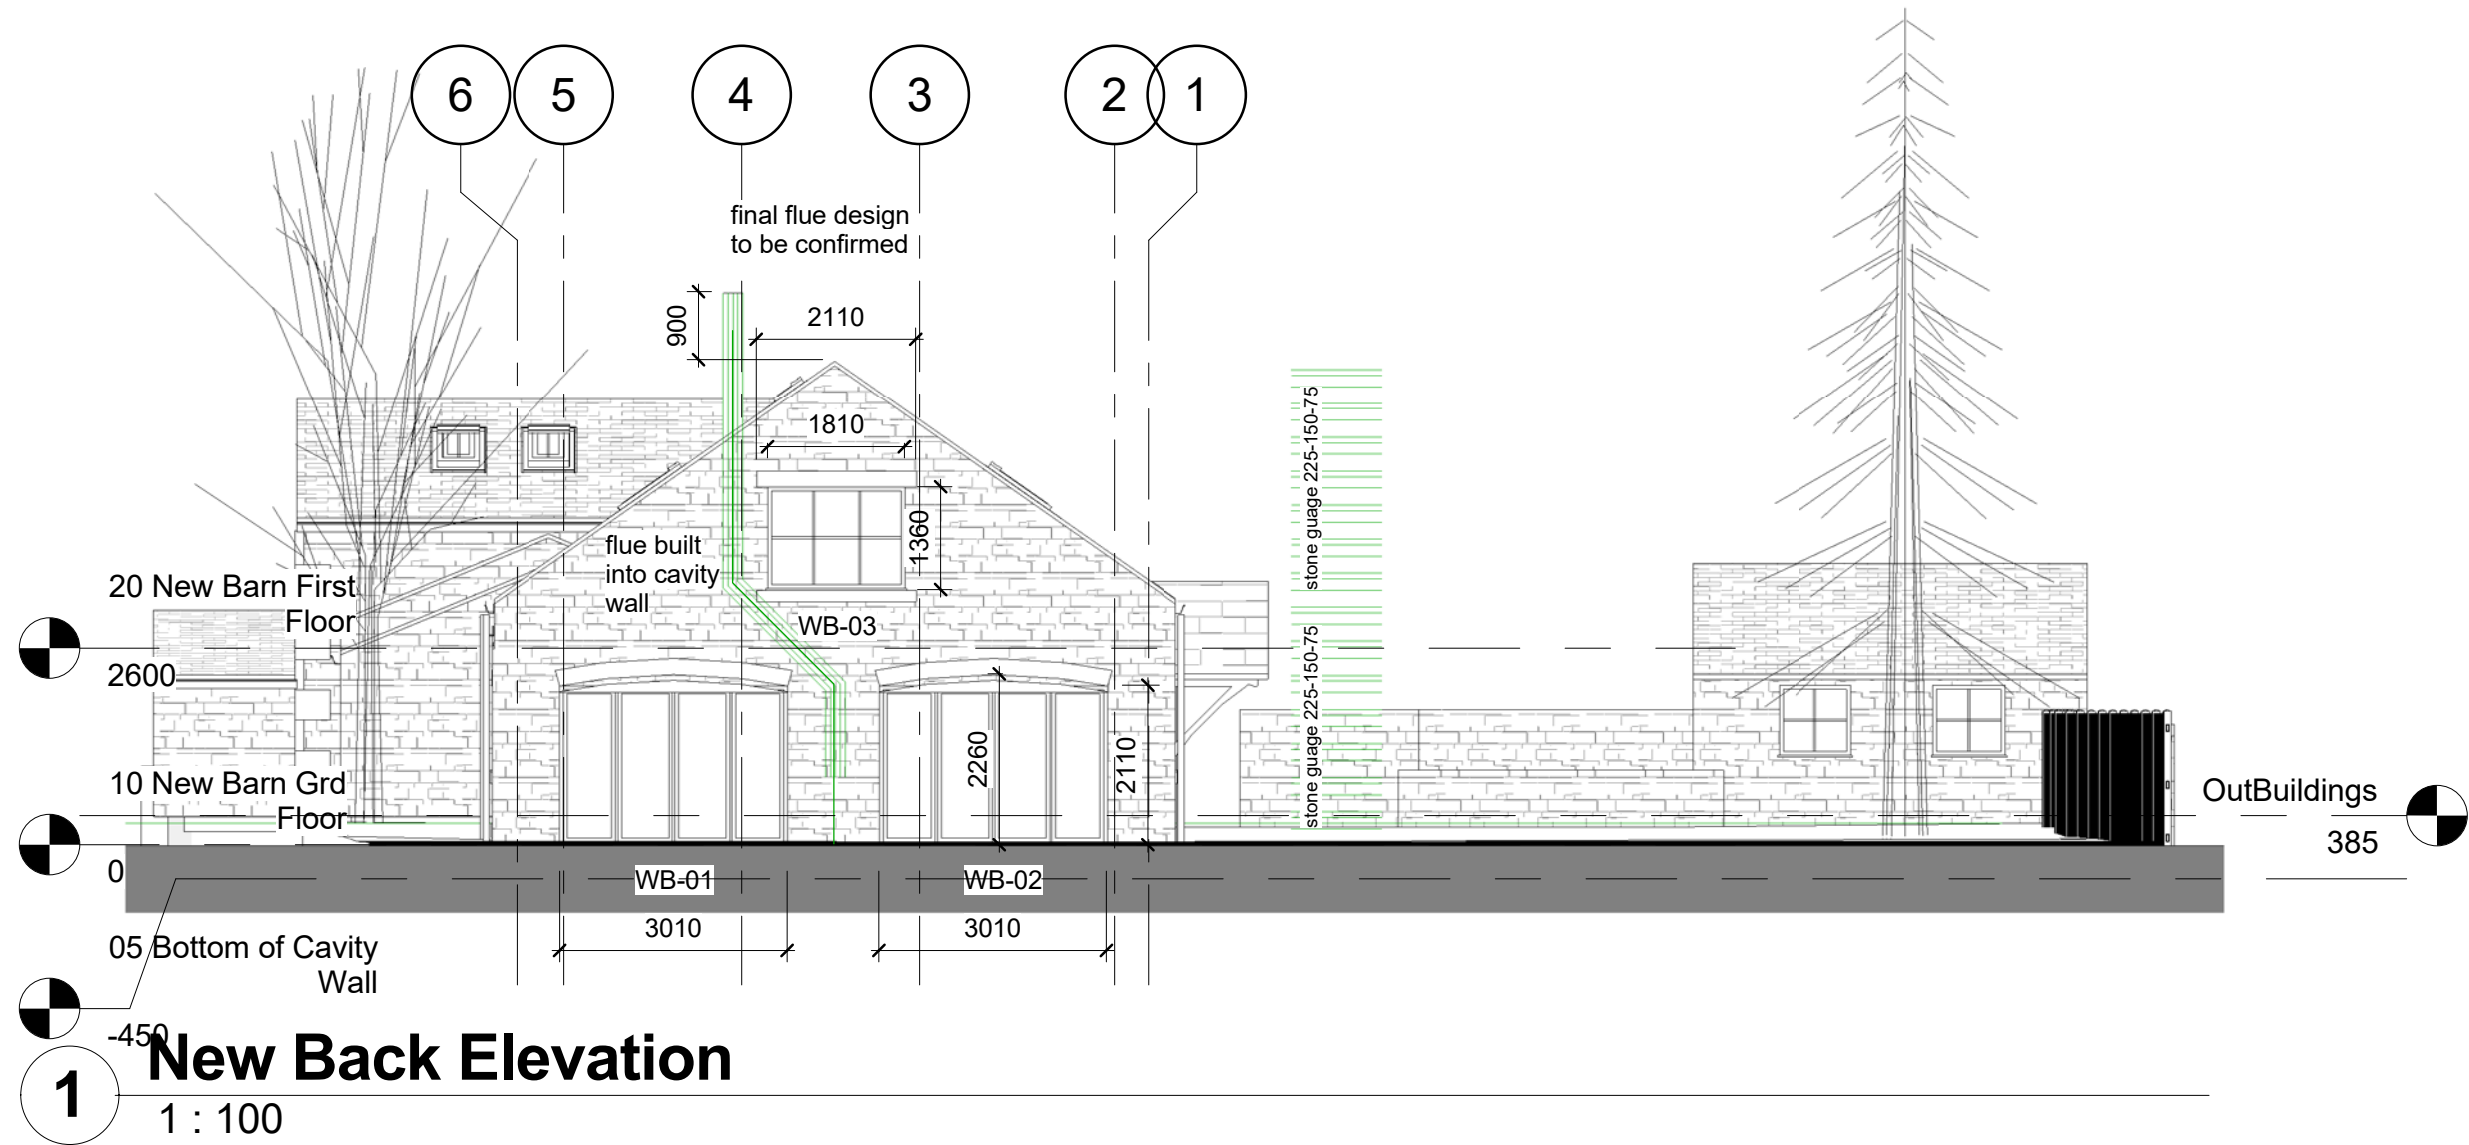 6
5
4
3
2
1
final flue design
to be confirmed
900
2110
1810
1360
flue built
into cavity
wall
WB-03
stone guage 225-150-75
stone guage 225-150-75
20 New Barn First
Floor
2600
10 New Barn Grd
Floor
0
2260
2110
OutBuildings
385
WB-01
WB-02
3010
3010
05 Bottom of Cavity
Wall
-450
1
New Back Elevation
1 : 100